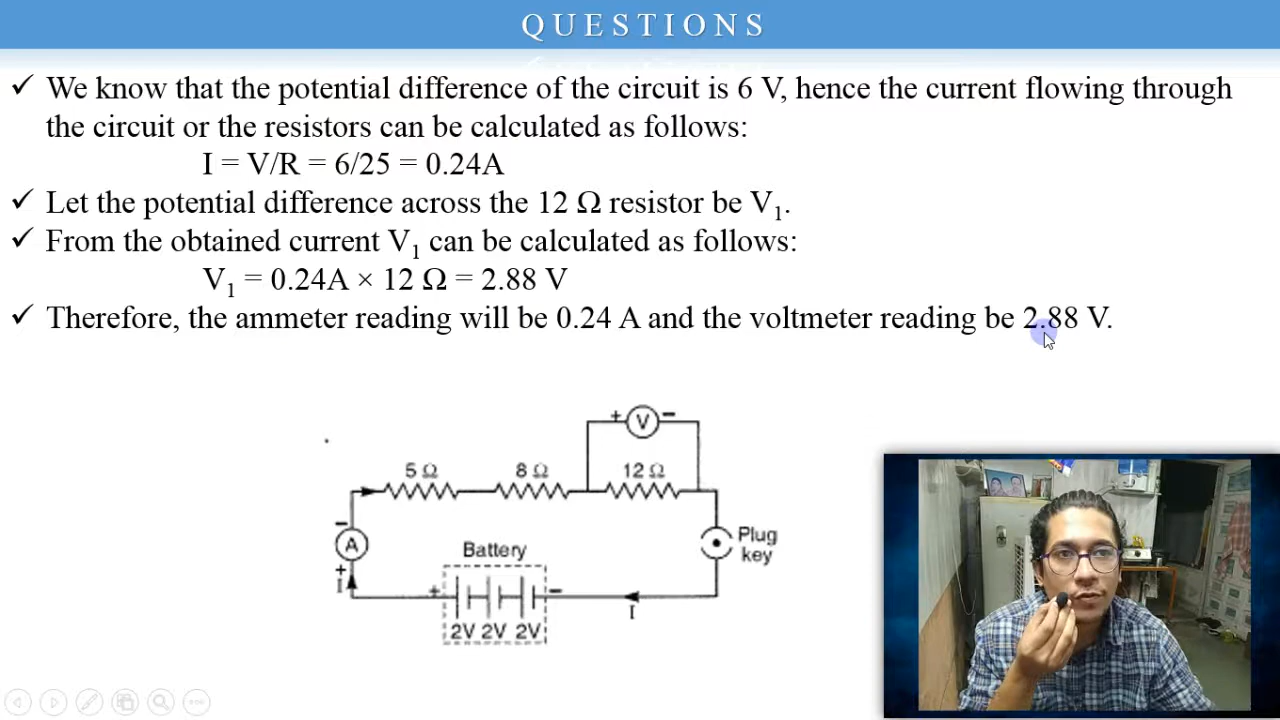 QUESTIONS
✓ We know that the potential difference of the circuit is 6 V, hence the current flowing through
the circuit or the resistors can be calculated as follows:
I = V/R = 6/25 = 0.24A
✓ Let the potential difference across the 12 Ω resistor be V₁.
✓ From the obtained current V₁ can be calculated as follows:
V₁ = 0.24A × 12 Ω = 2.88 V
✓ Therefore, the ammeter reading will be 0.24 A and the voltmeter reading be 2.88 V.
+ V −
5 Ω 8 Ω 12 Ω
−
A
+
I
Plug
key
Battery
+ −
2V 2V 2V
I